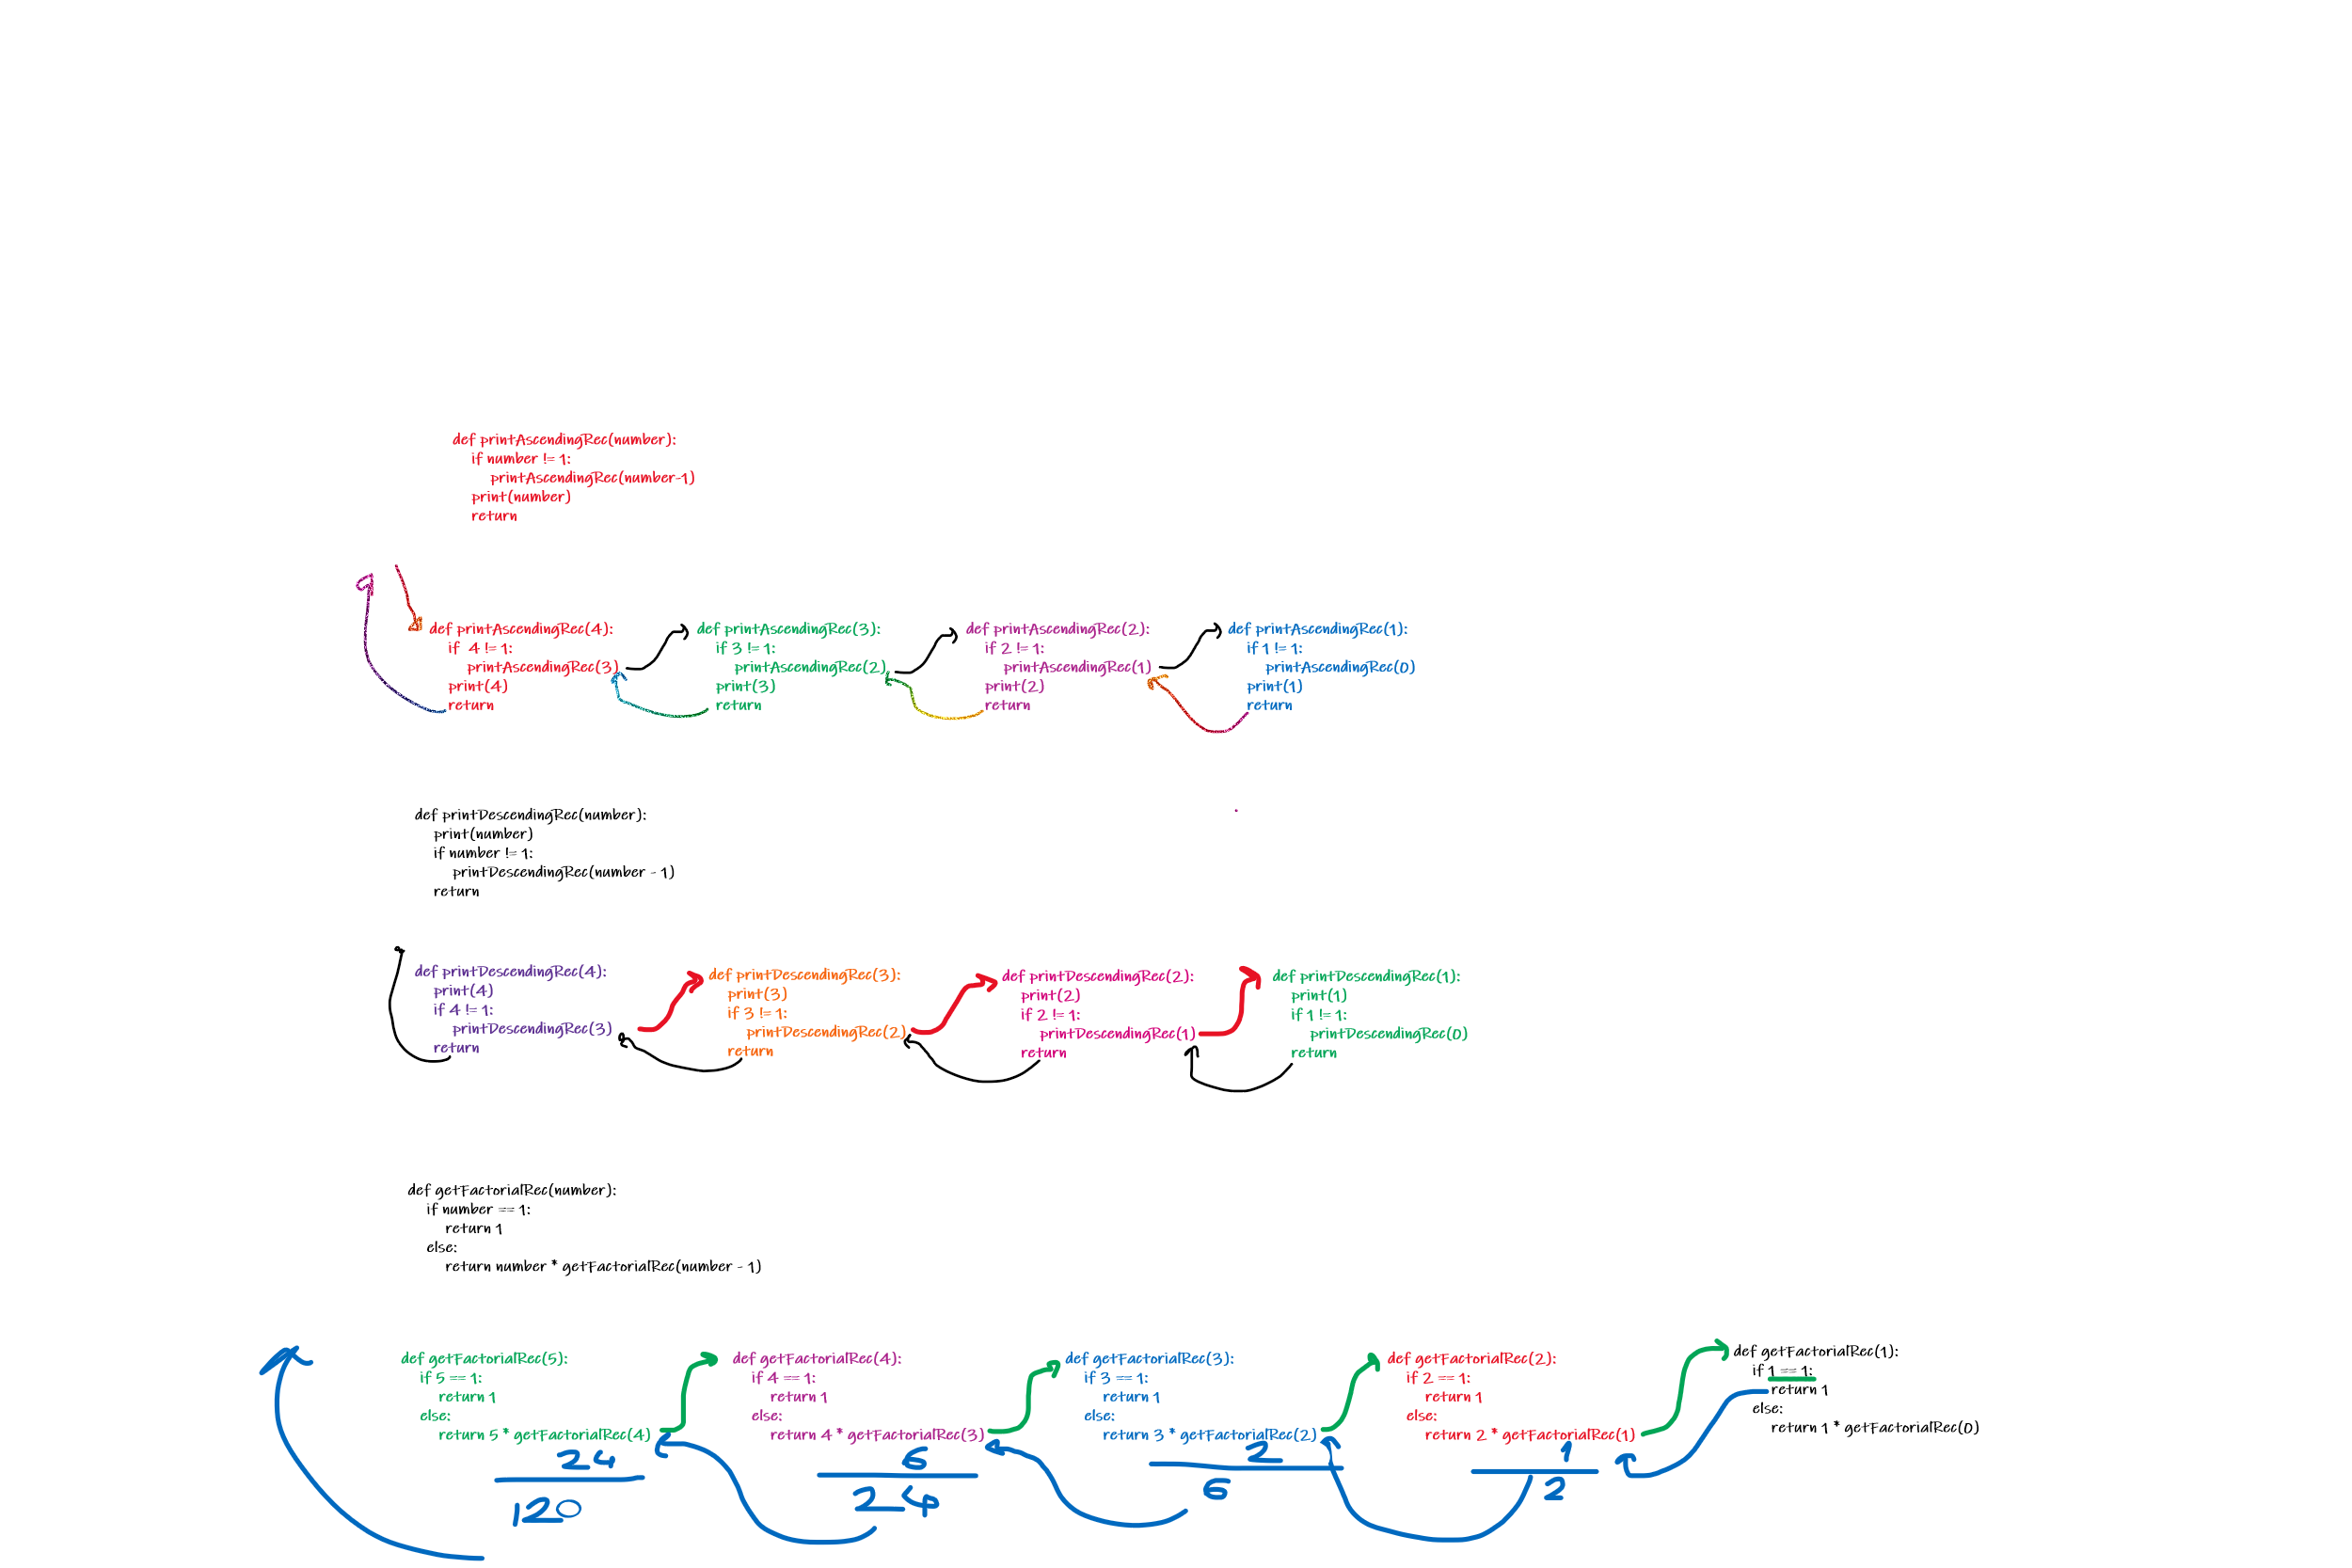 def printAscendingRec(number):
if number != 1:
printAscendingRec(number-1)
print(number)
return
def printAscendingRec(4):
if 4 != 1:
printAscendingRec(3)
print(4)
return
def printAscendingRec(3):
if 3 != 1:
printAscendingRec(2)
print(3)
return
def printAscendingRec(2):
if 2 != 1:
printAscendingRec(1)
print(2)
return
def printAscendingRec(1):
if 1 != 1:
printAscendingRec(0)
print(1)
return
def printDescendingRec(number):
print(number)
if number != 1:
printDescendingRec(number - 1)
return
def printDescendingRec(4):
print(4)
if 4 != 1:
printDescendingRec(3)
return
def printDescendingRec(3):
print(3)
if 3 != 1:
printDescendingRec(2)
return
def printDescendingRec(2):
print(2)
if 2 != 1:
printDescendingRec(1)
return
def printDescendingRec(1):
print(1)
if 1 != 1:
printDescendingRec(0)
return
def getFactorialRec(number):
if number == 1:
return 1
else:
return number * getFactorialRec(number - 1)
def getFactorialRec(5):
if 5 == 1:
return 1
else:
return 5 * getFactorialRec(4)
24
120
def getFactorialRec(4):
if 4 == 1:
return 1
else:
return 4 * getFactorialRec(3)
6
24
def getFactorialRec(3):
if 3 == 1:
return 1
else:
return 3 * getFactorialRec(2)
2
6
def getFactorialRec(2):
if 2 == 1:
return 1
else:
return 2 * getFactorialRec(1)
1
2
def getFactorialRec(1):
if 1 == 1:
return 1
else:
return 1 * getFactorialRec(0)